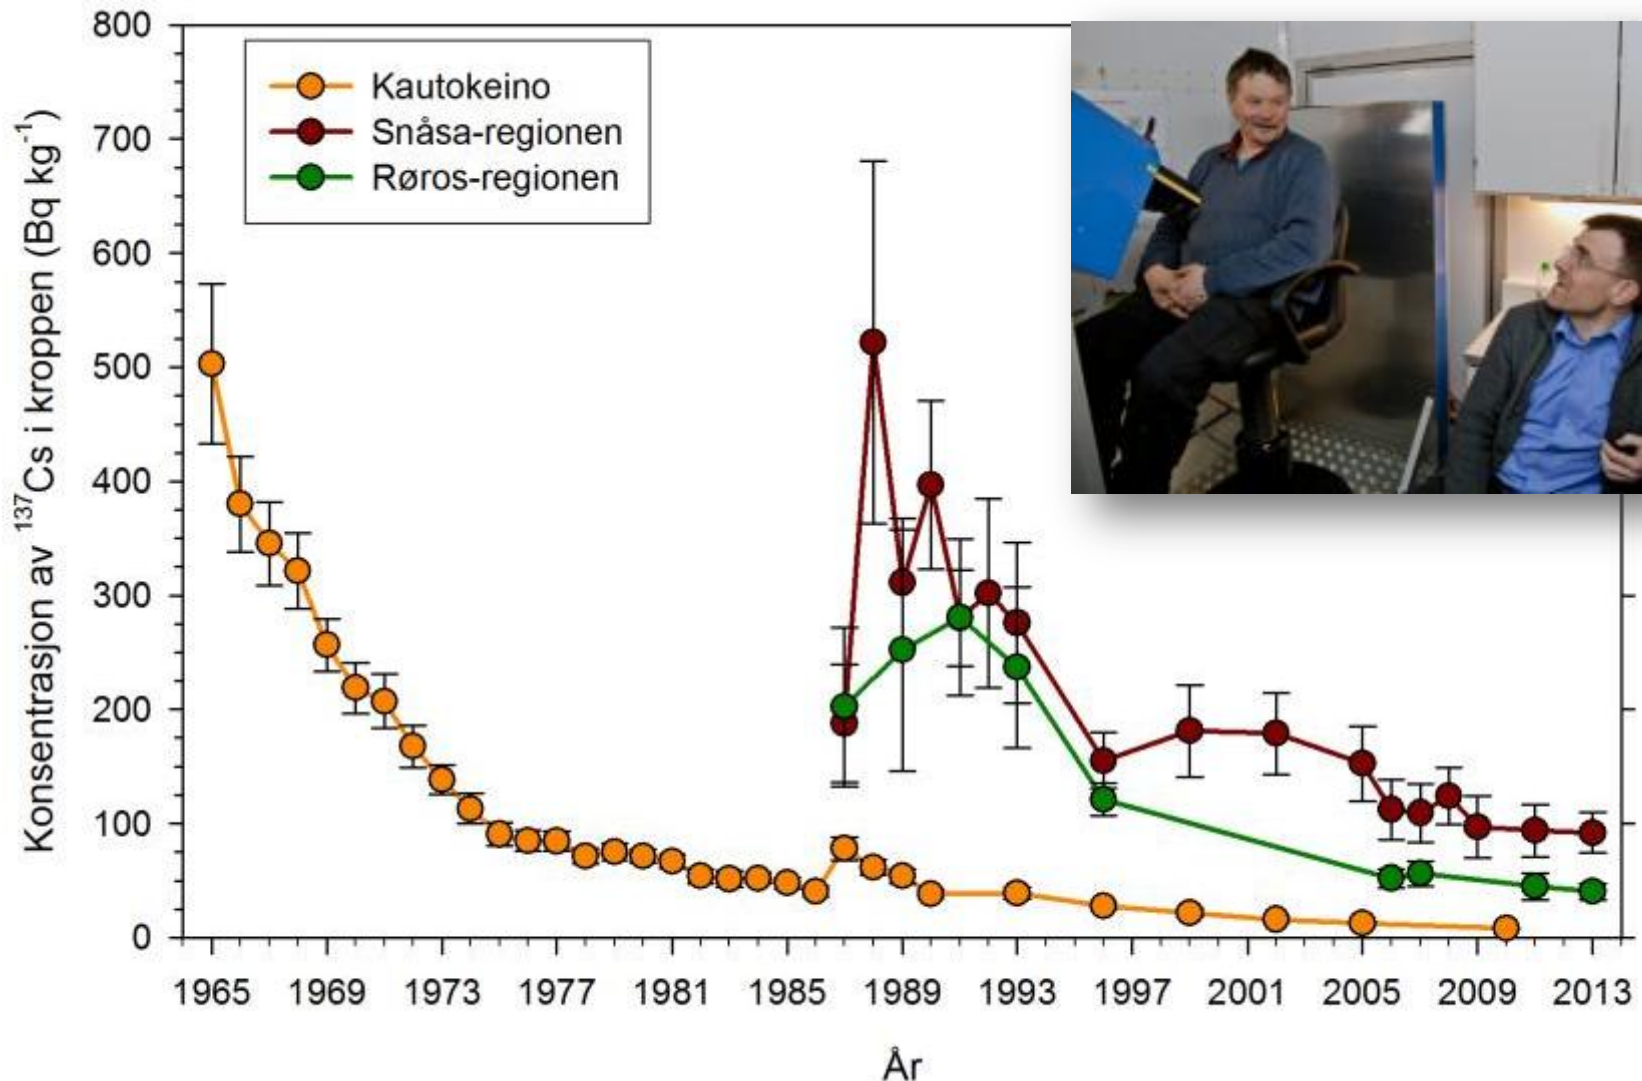 800
700
600
500
400
300
200
100
0
Konsentrasjon av ¹³⁷Cs i kroppen (Bq kg⁻¹)
Kautokeino
Snåsa-regionen
Røros-regionen
1965 1969 1973 1977 1981 1985 1989 1993 1997 2001 2005 2009 2013
År